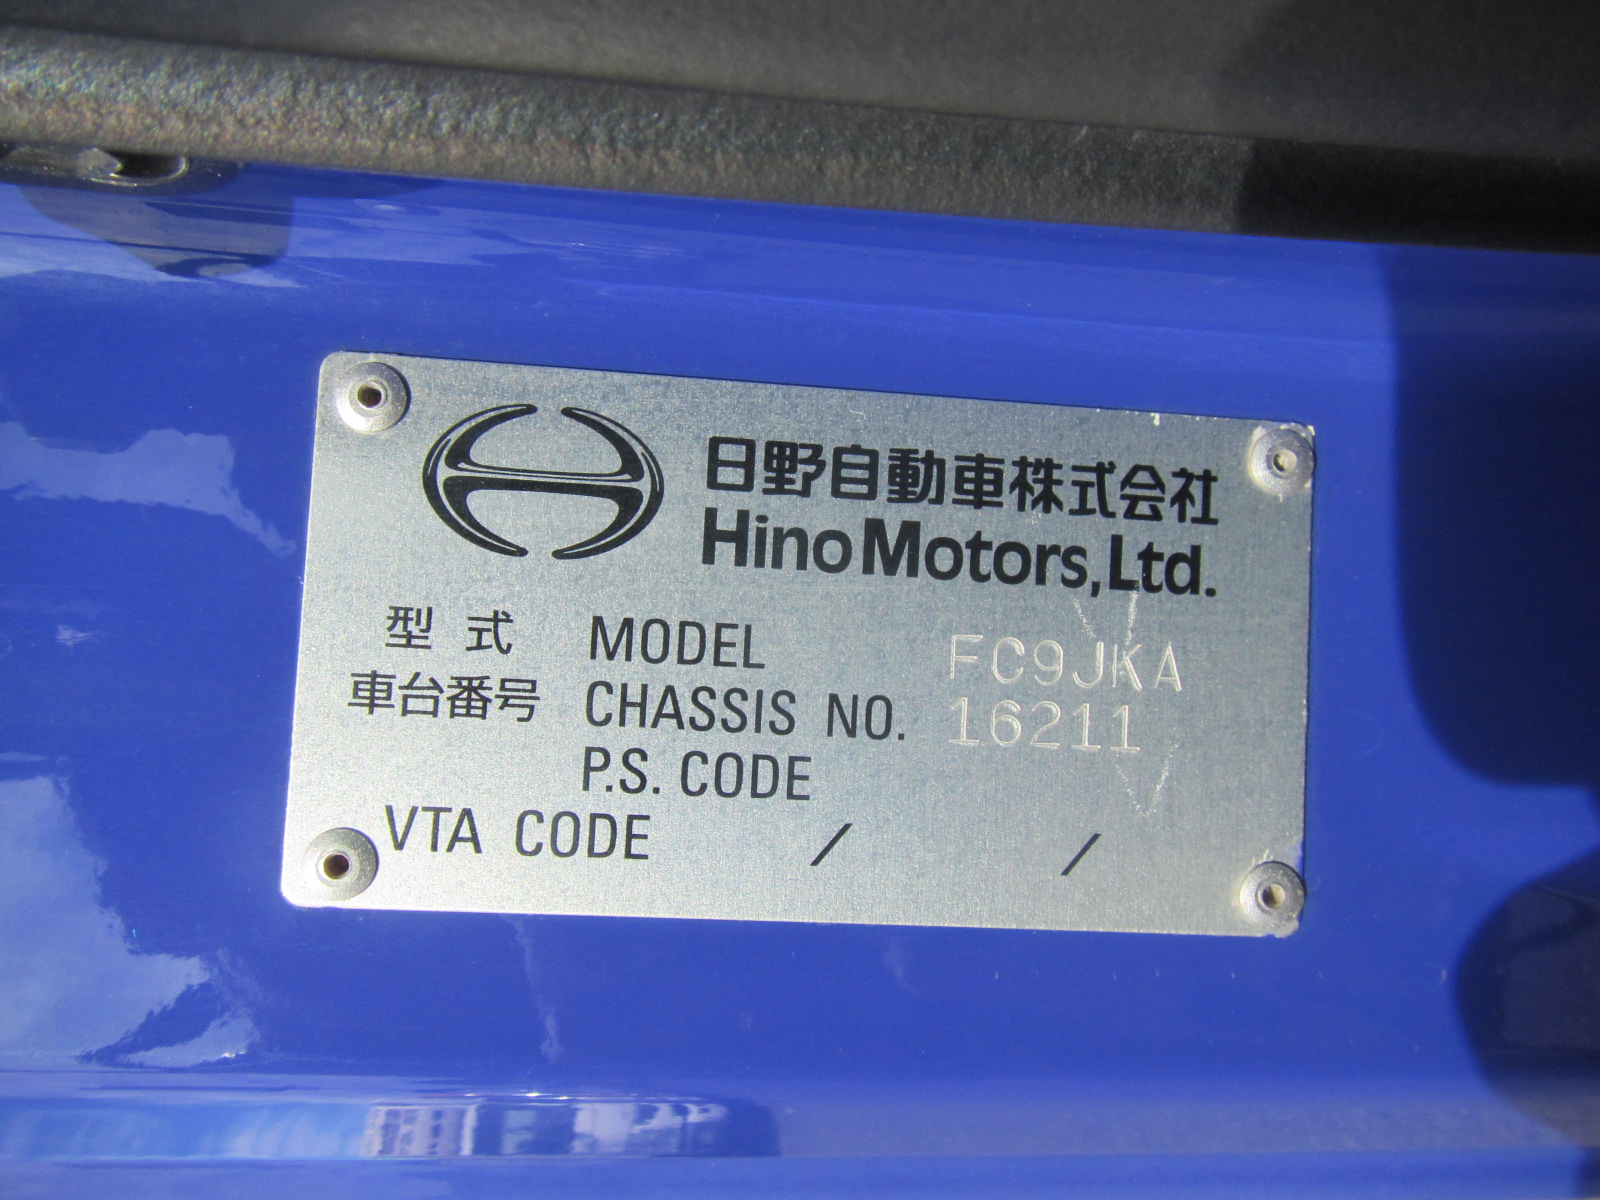 日野自動車株式会社
Hino Motors, Ltd.
型式 MODEL FC9JKA
車台番号 CHASSIS NO. 16211
P.S. CODE
VTA CODE / /